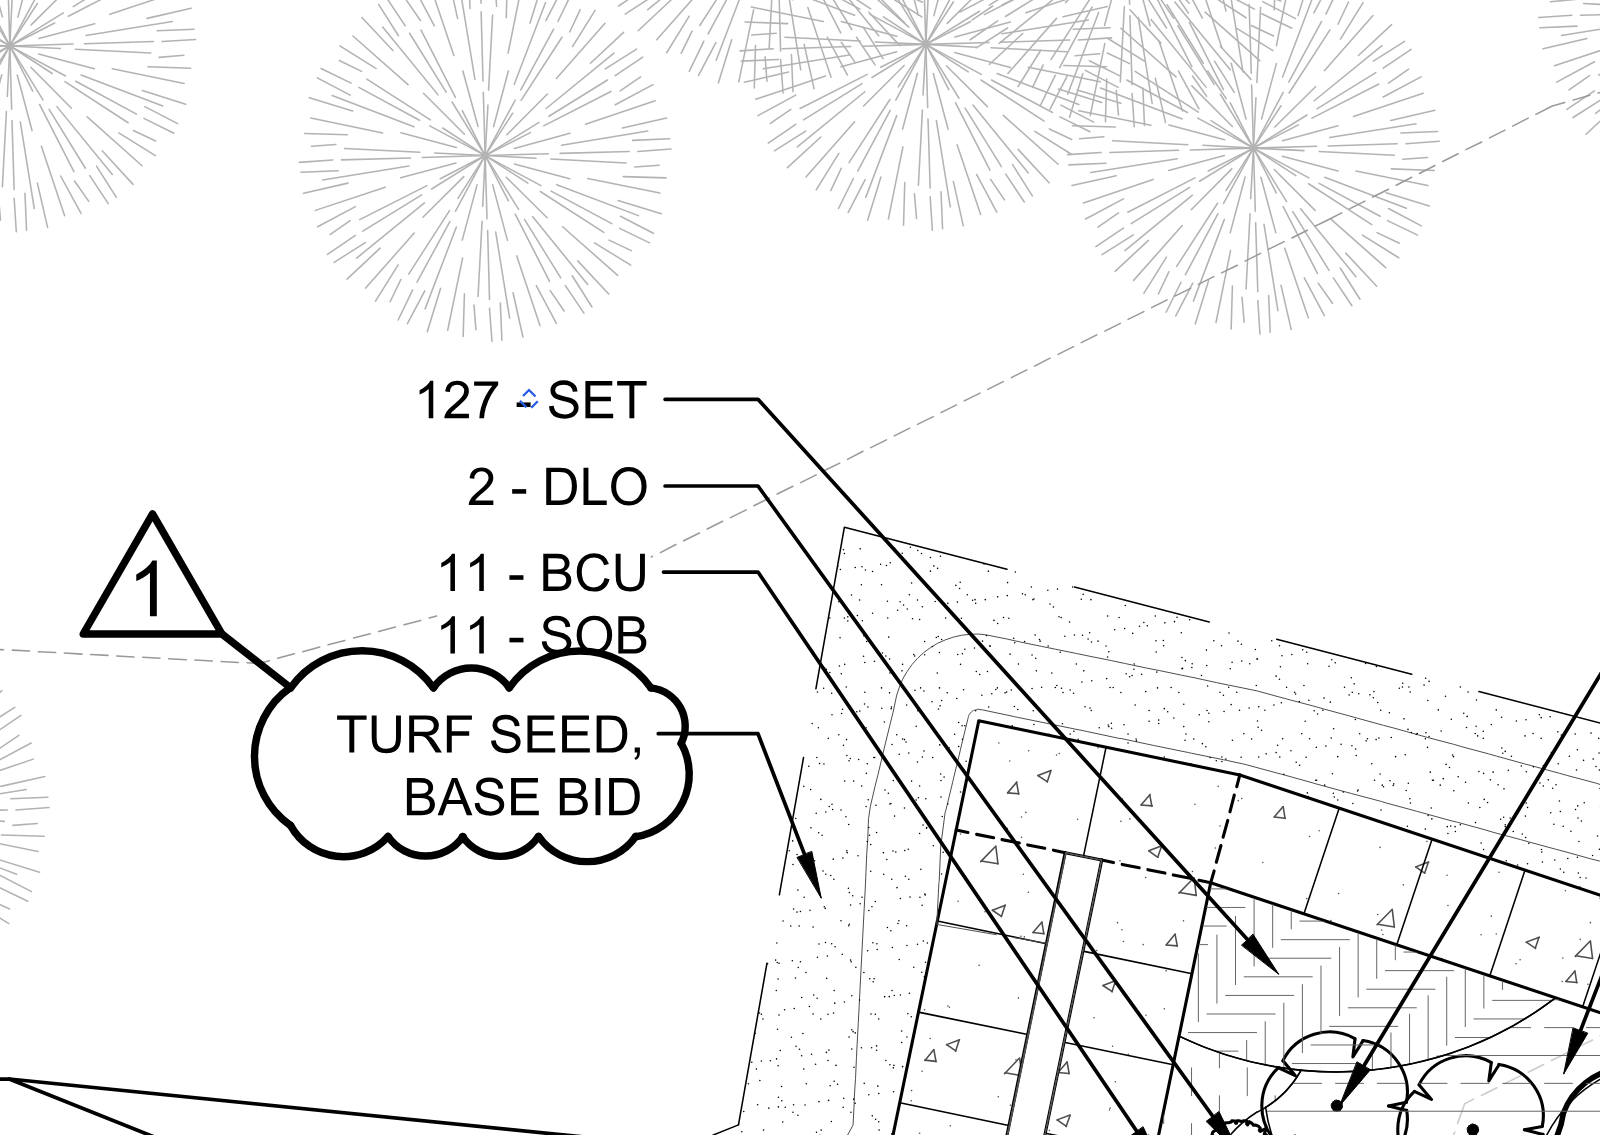 127 - SET
2 - DLO
11 - BCU
11 - SOB
1
TURF SEED,
BASE BID